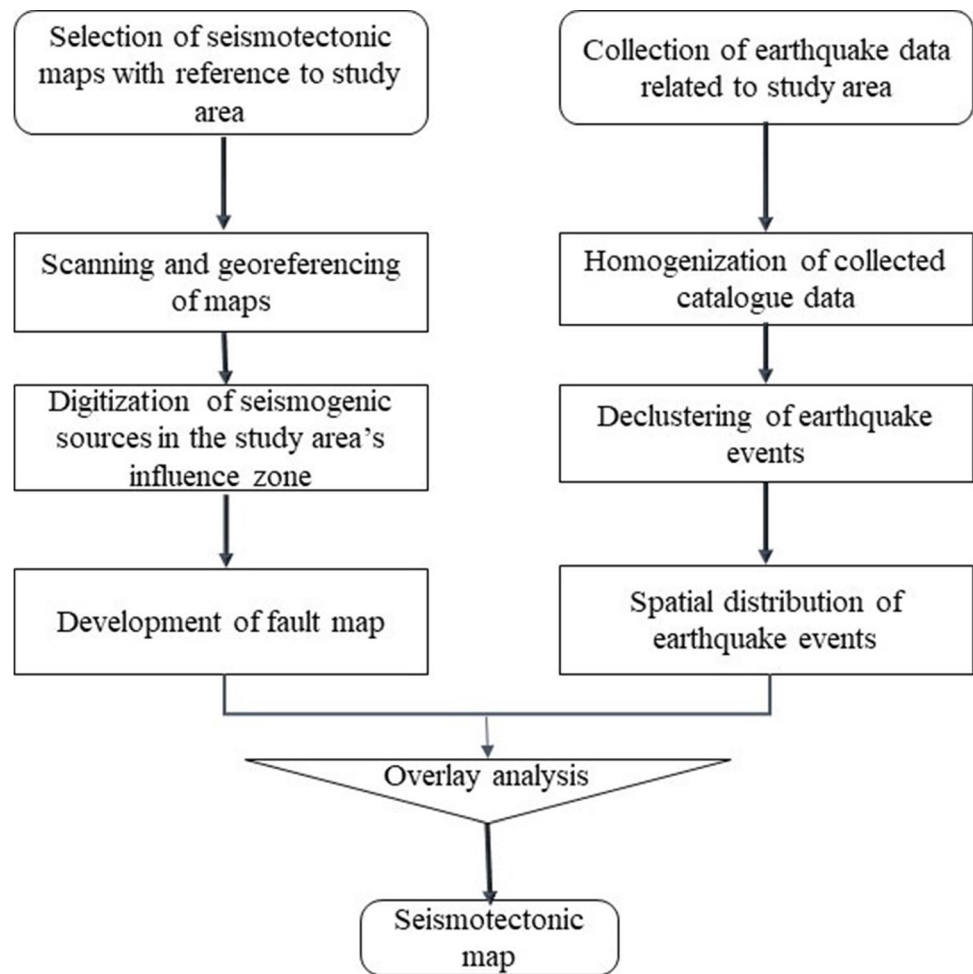 Selection of seismotectonic
maps with reference to study
area
Scanning and georeferencing
of maps
Digitization of seismogenic
sources in the study area's
influence zone
Development of fault map
Collection of earthquake data
related to study area
Homogenization of collected
catalogue data
Declustering of earthquake
events
Spatial distribution of
earthquake events
Overlay analysis
Seismotectonic
map